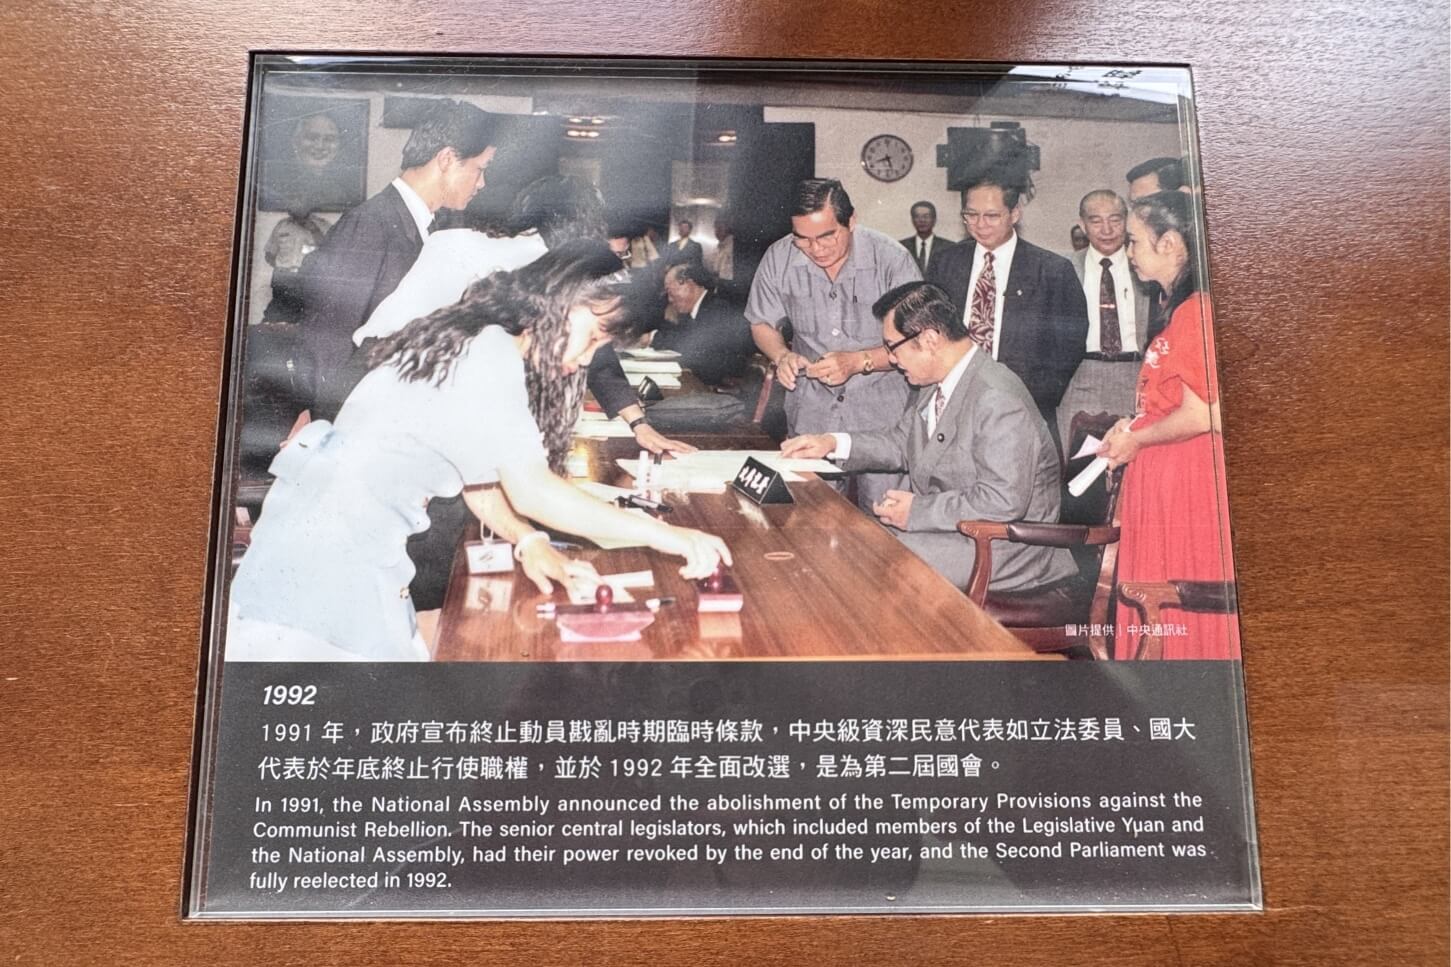 圖片提供｜中央通訊社
1992
1991 年，政府宣布終止動員戡亂時期臨時條款，中央級資深民意代表如立法委員、國大
代表於年底終止行使職權，並於 1992 年全面改選，是為第二屆國會。
In 1991, the National Assembly announced the abolishment of the Temporary Provisions against the
Communist Rebellion. The senior central legislators, which included members of the Legislative Yuan and
the National Assembly, had their power revoked by the end of the year, and the Second Parliament was
fully reelected in 1992.